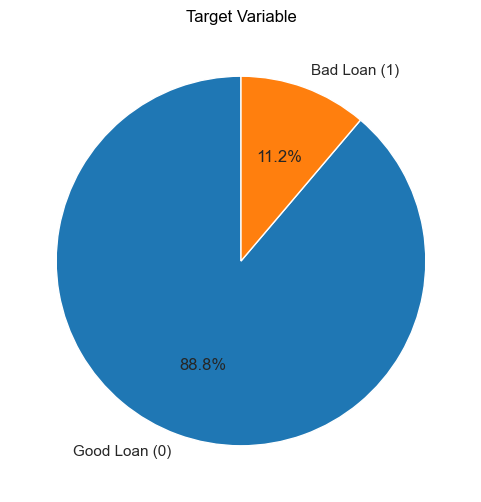 Target Variable
Bad Loan (1)
11.2%
88.8%
Good Loan (0)